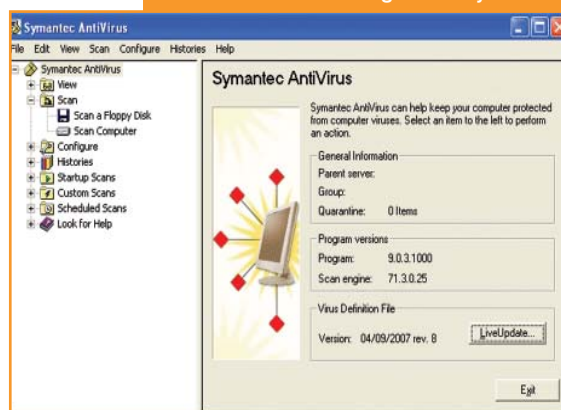 Symantec AntiVirus
File Edit View Scan Configure Histories Help
Symantec AntiVirus
View
Scan
Scan a Floppy Disk
Scan Computer
Configure
Histories
Startup Scans
Custom Scans
Scheduled Scans
Look for Help
Symantec AntiVirus
Symantec AntiVirus can help keep your computer protected
from computer viruses. Select an item to the left to perform
an action.
General Information
Parent server:
Group:
Quarantine: 0 Items
Program versions
Program: 9.0.3.1000
Scan engine: 71.3.0.25
Virus Definition File
Version: 04/09/2007 rev. 8
LiveUpdate...
Exit